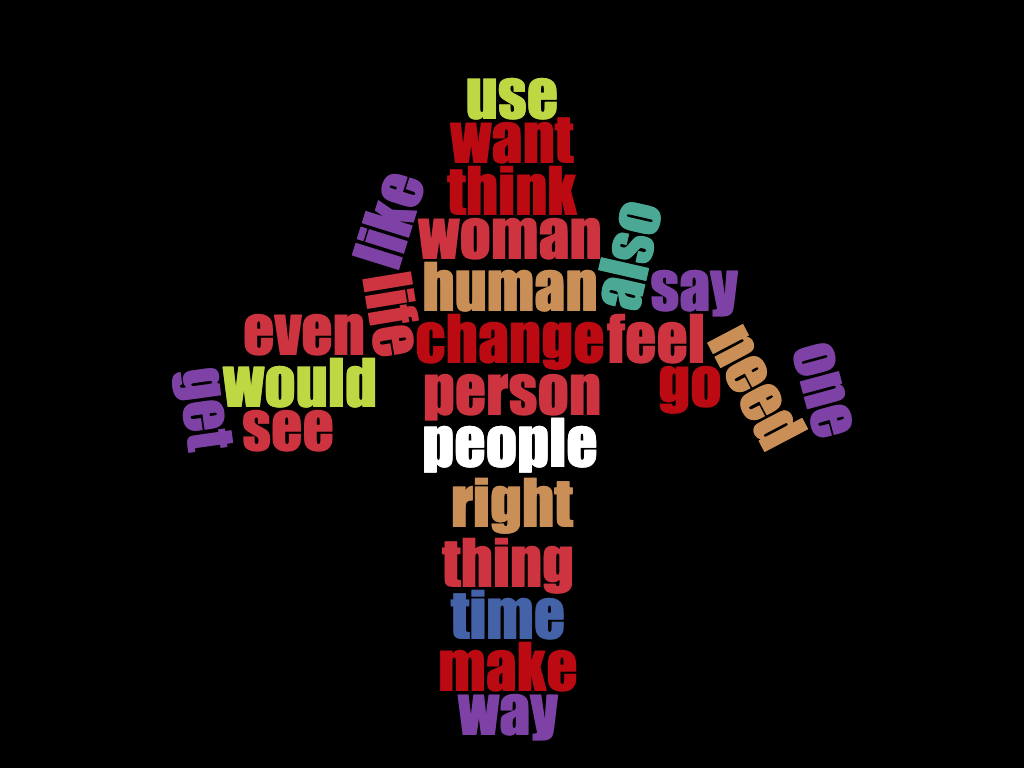 use
want
think
like
woman
also
human
say
life
even
change
feel
need
one
would
get
person
go
see
people
right
thing
time
make
way